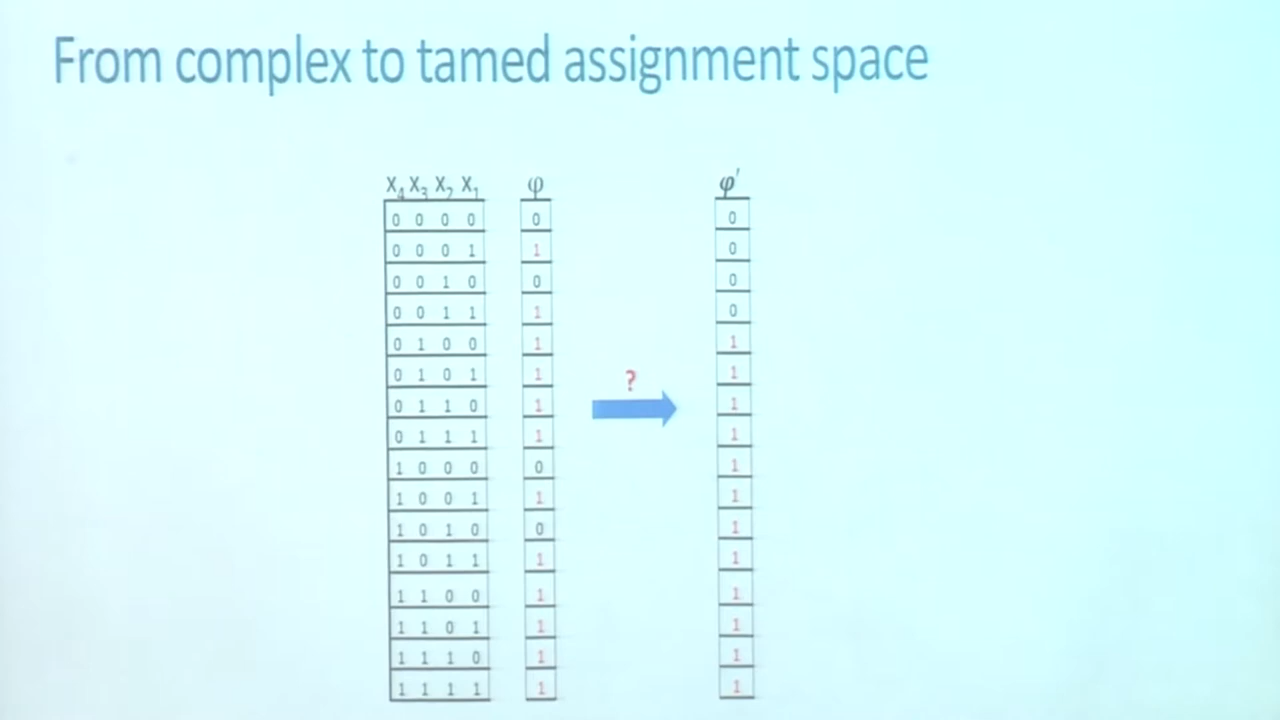 From complex to tamed assignment space
X₄ X₃ X₂ X₁ φ φ′
0 0 0 0 0 0
0 0 0 1 1 0
0 0 1 0 0 0
0 0 1 1 1 0
0 1 0 0 1 1
0 1 0 1 1 1
?
0 1 1 0 1 1
0 1 1 1 1 1
1 0 0 0 0 1
1 0 0 1 1 1
1 0 1 0 0 1
1 0 1 1 1 1
1 1 0 0 1 1
1 1 0 1 1 1
1 1 1 0 1 1
1 1 1 1 1 1